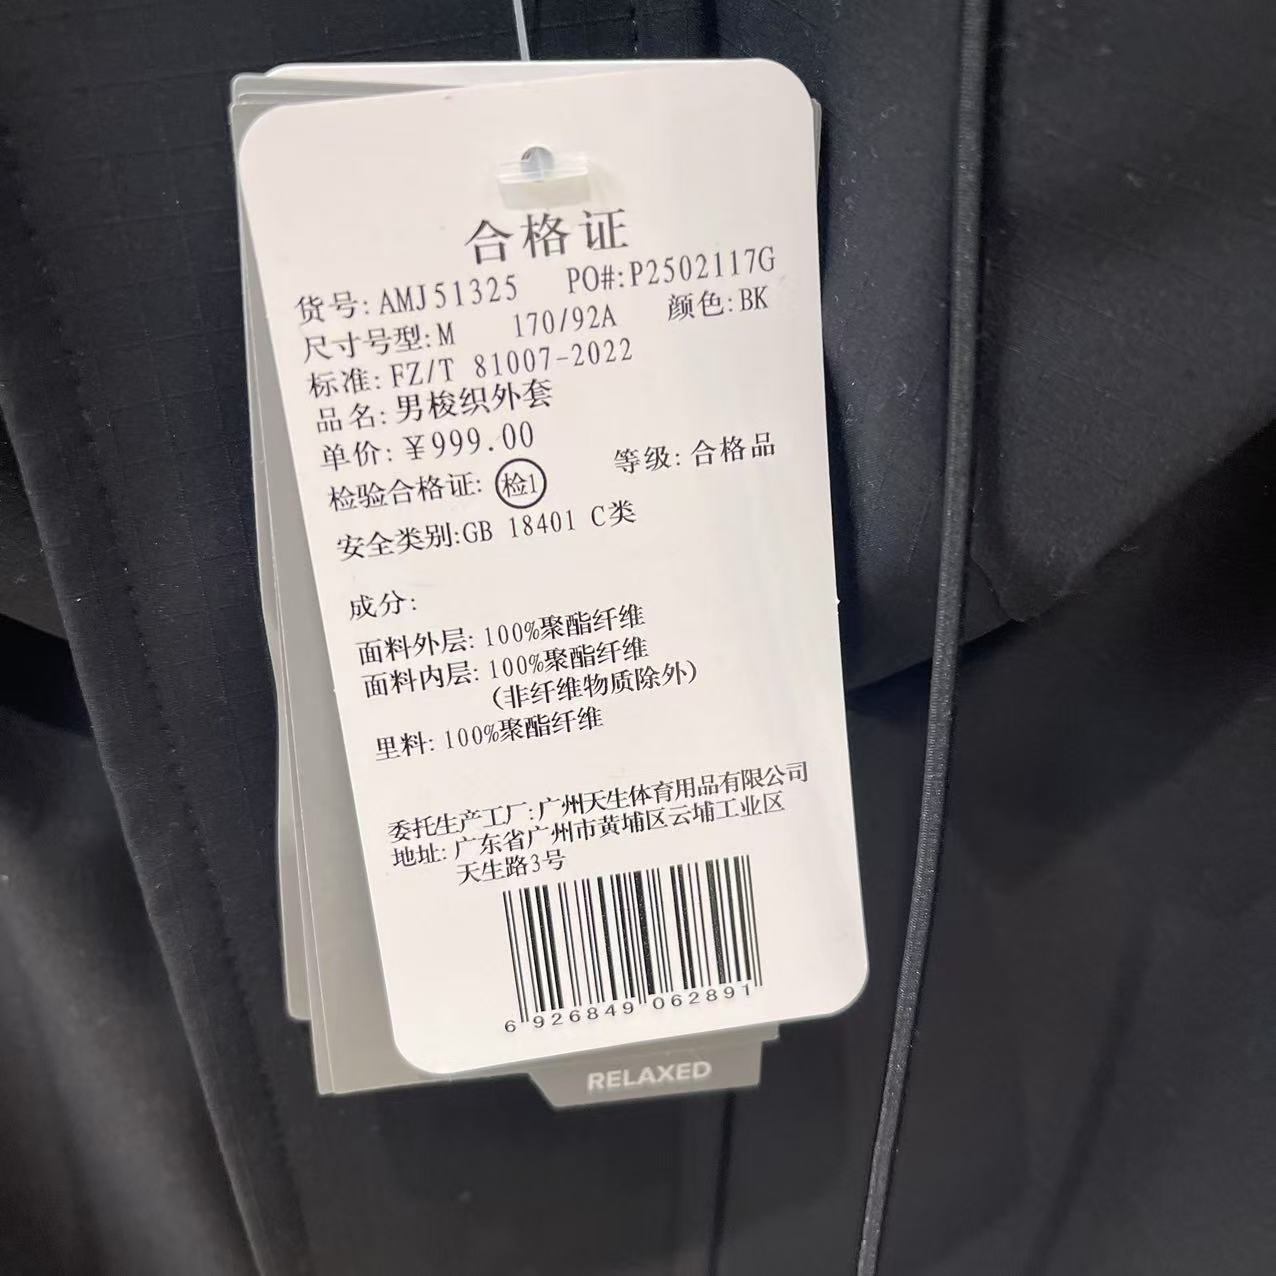 合格证
货号: AMJ51325 PO#: P2502117G
尺寸号型: M 170/92A 颜色: BK
标准: FZ/T 81007-2022
品名: 男梭织外套
单价: ¥999.00
检验合格证: 检1 等级: 合格品
安全类别: GB 18401 C类
成分:
面料外层: 100%聚酯纤维
面料内层: 100%聚酯纤维
(非纤维物质除外)
里料: 100%聚酯纤维
委托生产工厂: 广州天生体育用品有限公司
地址: 广东省广州市黄埔区云埔工业区
天生路3号
6 926849 062891
RELAXED